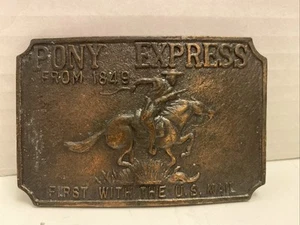 PONY EXPRESS
FROM 1849
FIRST WITH THE U.S. MAIL